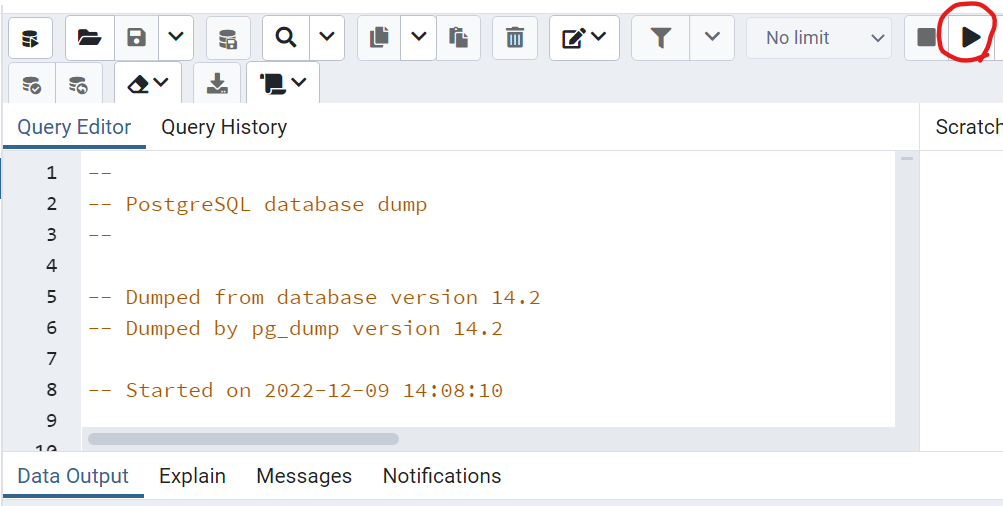 No limit
Query Editor Query History Scratch
1 --
2 -- PostgreSQL database dump
3 --
4
5 -- Dumped from database version 14.2
6 -- Dumped by pg_dump version 14.2
7
8 -- Started on 2022-12-09 14:08:10
9
10
Data Output Explain Messages Notifications